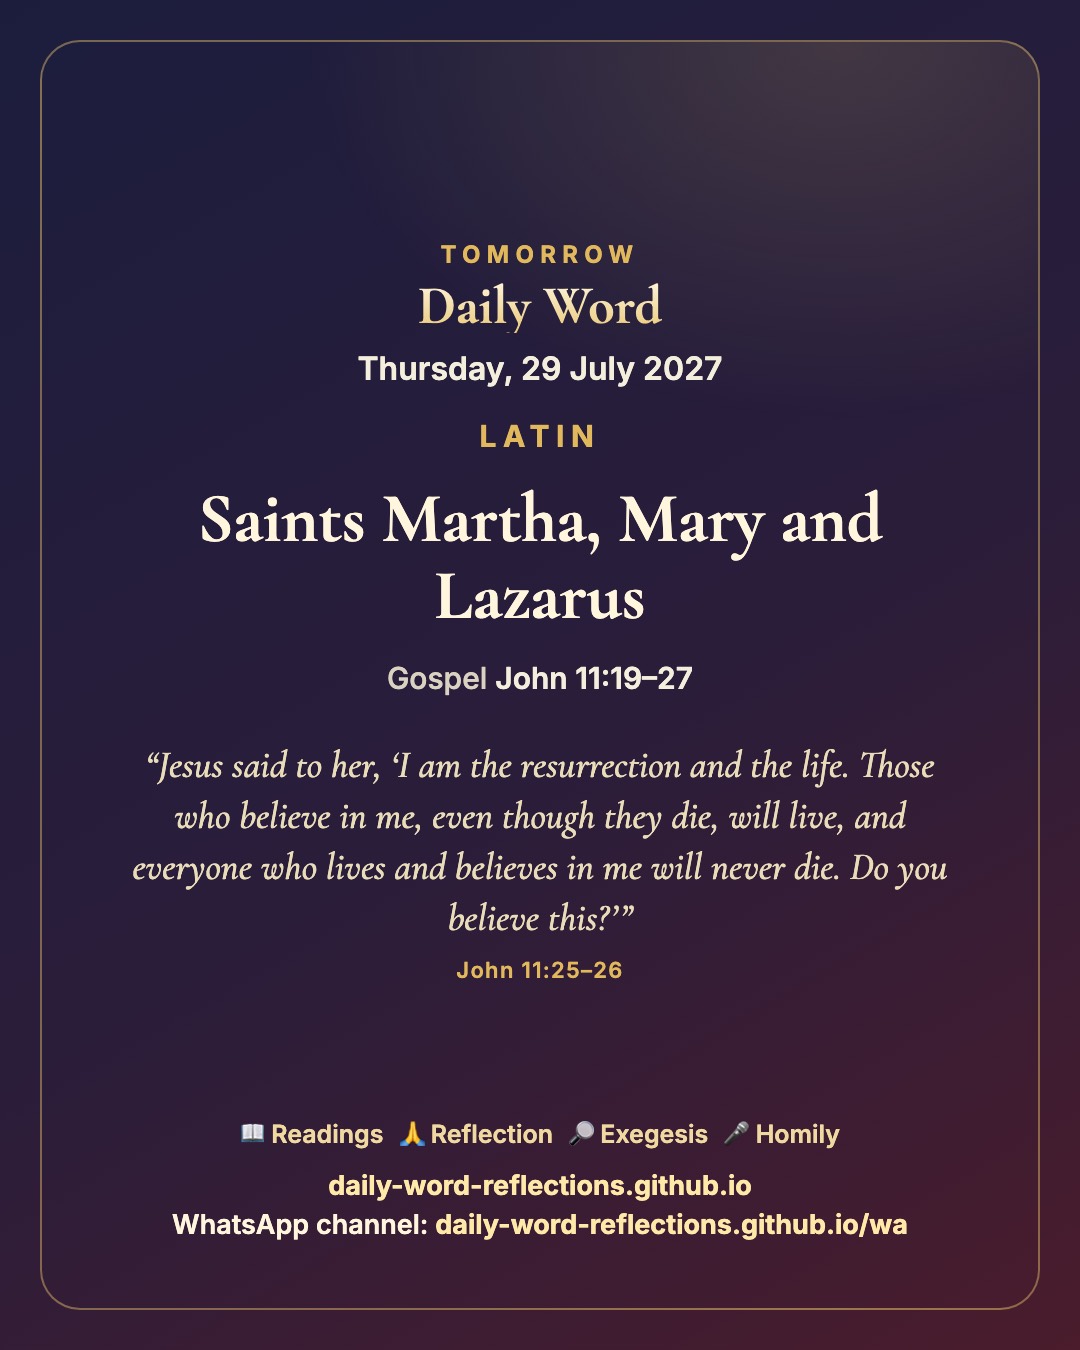 TOMORROW
Daily Word
Thursday, 29 July 2027
LATIN
Saints Martha, Mary and
Lazarus
Gospel John 11:19–27
“Jesus said to her, ‘I am the resurrection and the life. Those
who believe in me, even though they die, will live, and
everyone who lives and believes in me will never die. Do you
believe this?’”
John 11:25–26
📖 Readings 🙏 Reflection 🔎 Exegesis 🎤 Homily
daily-word-reflections.github.io
WhatsApp channel: daily-word-reflections.github.io/wa